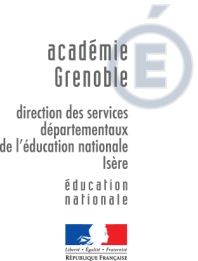 académie
Grenoble
É
direction des services
départementaux
de l'éducation nationale
Isère
éducation
nationale
Liberté • Égalité • Fraternité
RÉPUBLIQUE FRANÇAISE